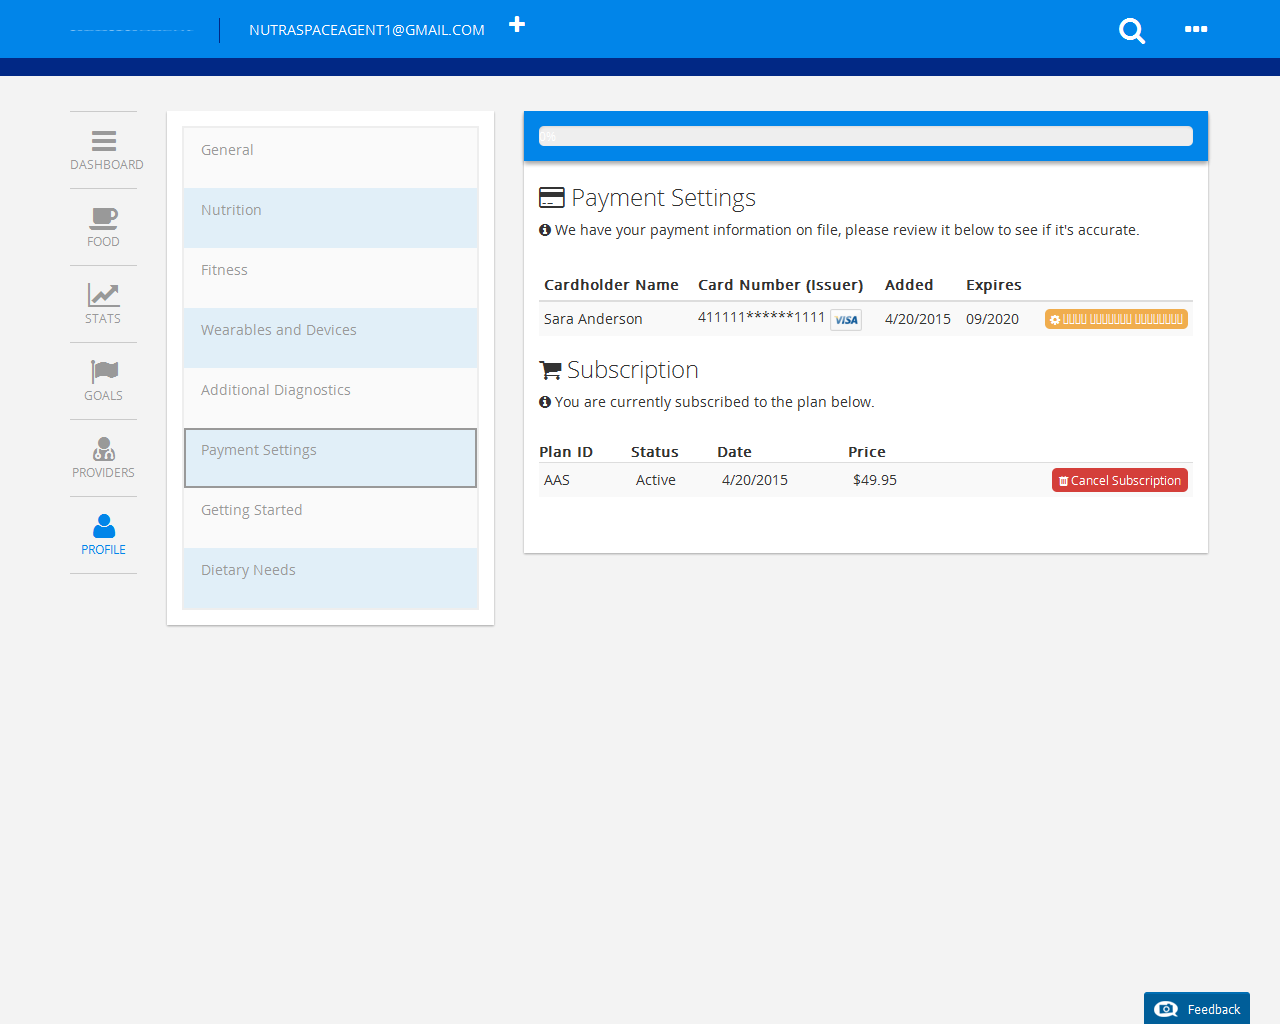 NUTRASPACEAGENT1@GMAIL.COM
DASHBOARD
FOOD
STATS
GOALS
PROVIDERS
PROFILE
General
Nutrition
Fitness
Wearables and Devices
Additional Diagnostics
Payment Settings
Getting Started
Dietary Needs
0%
Payment Settings
We have your payment information on file, please review it below to see if it's accurate.
Cardholder Name Card Number (Issuer) Added Expires
Sara Anderson 411111******1111 VISA 4/20/2015 09/2020
Subscription
You are currently subscribed to the plan below.
Plan ID Status Date Price
AAS Active 4/20/2015 $49.95 Cancel Subscription
Feedback